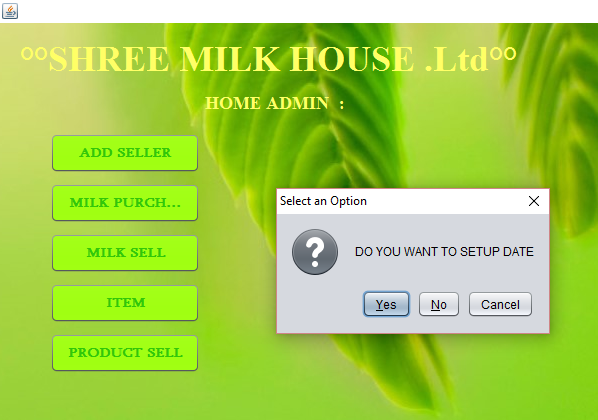 °°SHREE MILK HOUSE .Ltd°°
HOME ADMIN :
ADD SELLER
MILK PURCH...
MILK SELL
ITEM
PRODUCT SELL
Select an Option
DO YOU WANT TO SETUP DATE
Yes No Cancel